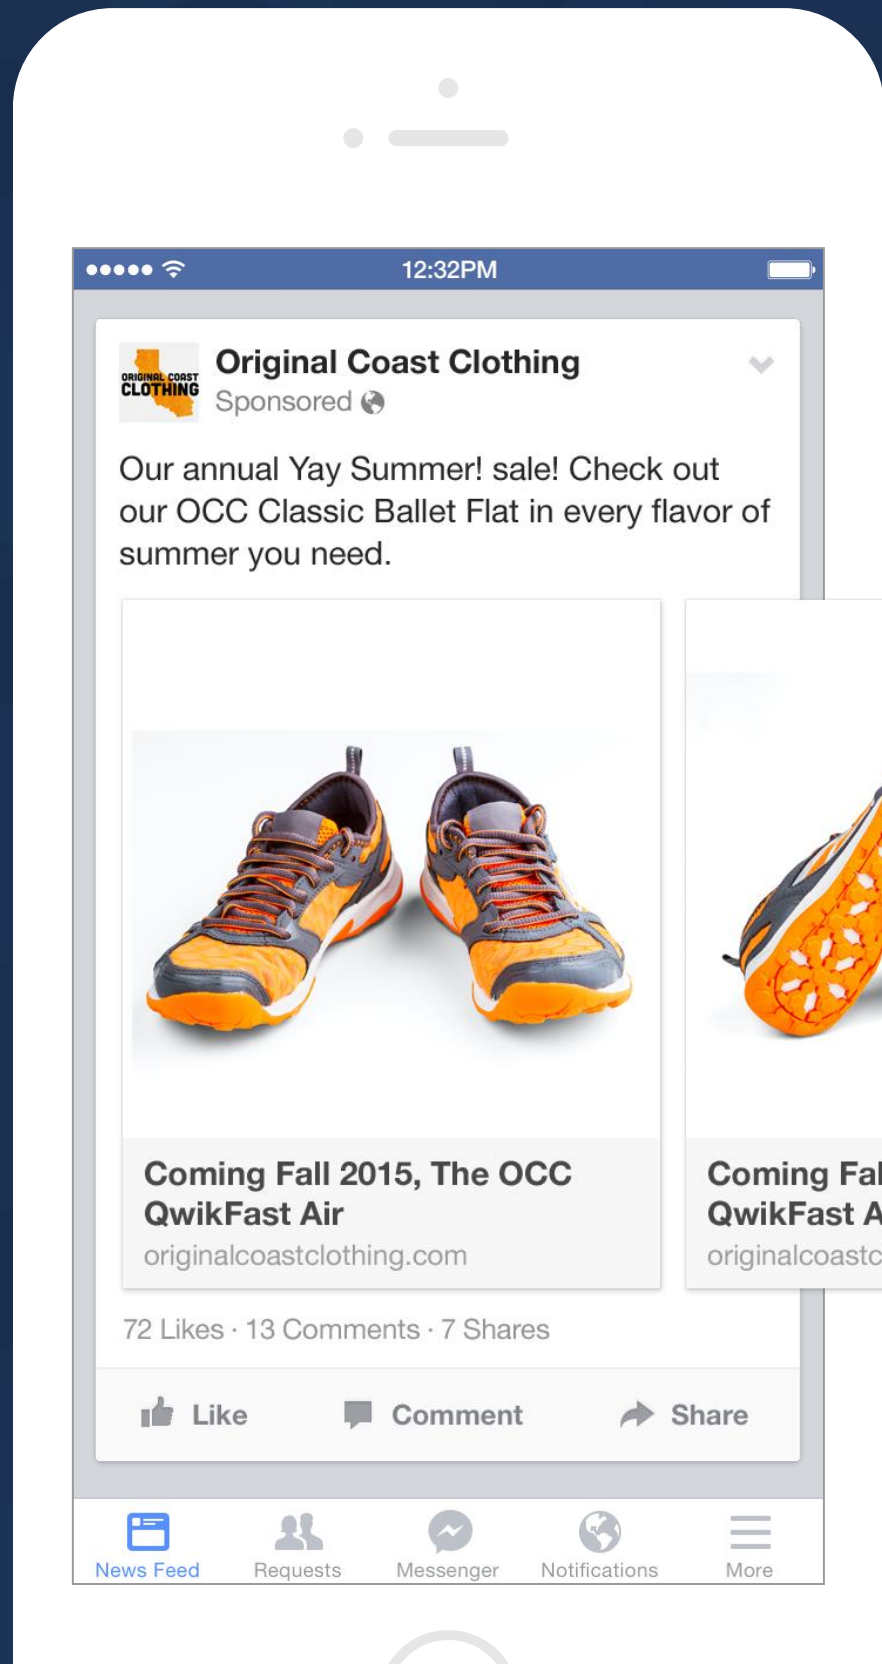 12:32PM
ORIGINAL COAST
CLOTHING
Original Coast Clothing
Sponsored
Our annual Yay Summer! sale! Check out
our OCC Classic Ballet Flat in every flavor of
summer you need.
Coming Fall 2015, The OCC
QwikFast Air
originalcoastclothing.com
Coming Fal
QwikFast A
originalcoastc
72 Likes · 13 Comments · 7 Shares
Like
Comment
Share
News Feed
Requests
Messenger
Notifications
More